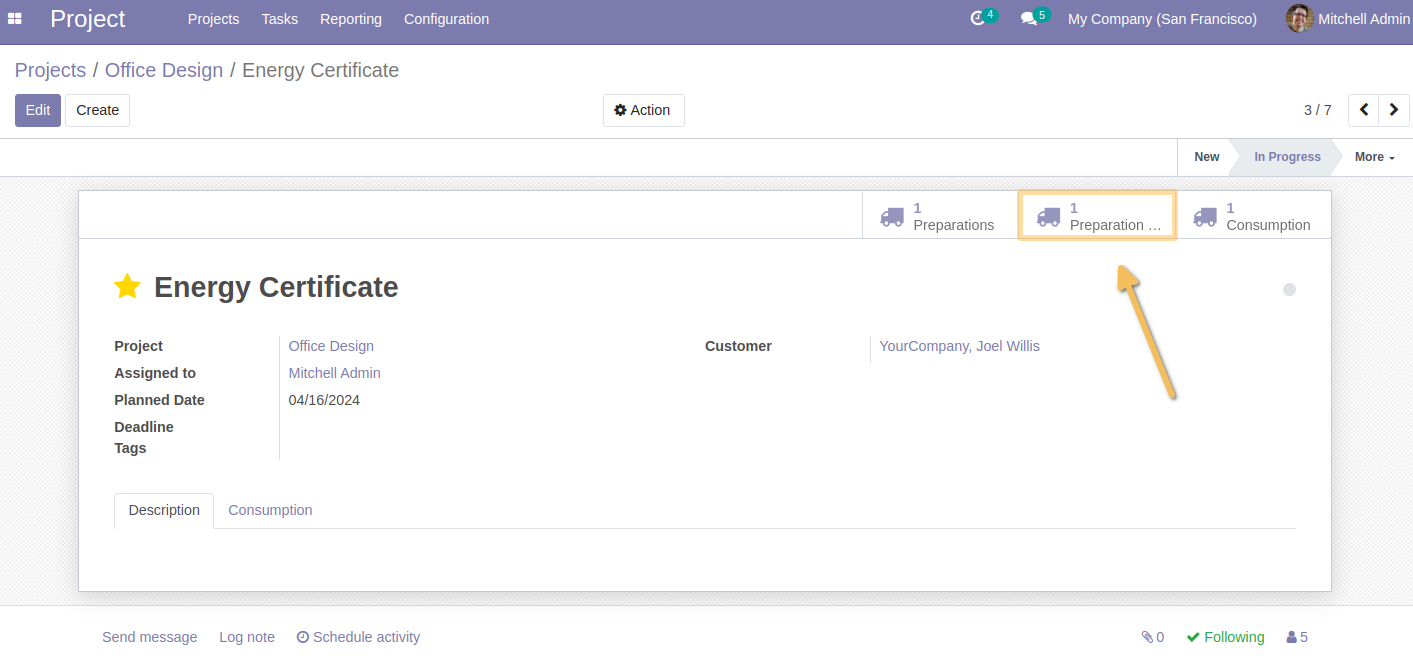 Project Projects Tasks Reporting Configuration 4 5 My Company (San Francisco) Mitchell Admin
Projects / Office Design / Energy Certificate
Edit Create Action 3 / 7
New In Progress More
1 1 1
Preparations Preparation ... Consumption
Energy Certificate
Project Office Design Customer YourCompany, Joel Willis
Assigned to Mitchell Admin
Planned Date 04/16/2024
Deadline
Tags
Description Consumption
Send message Log note Schedule activity 0 Following 5